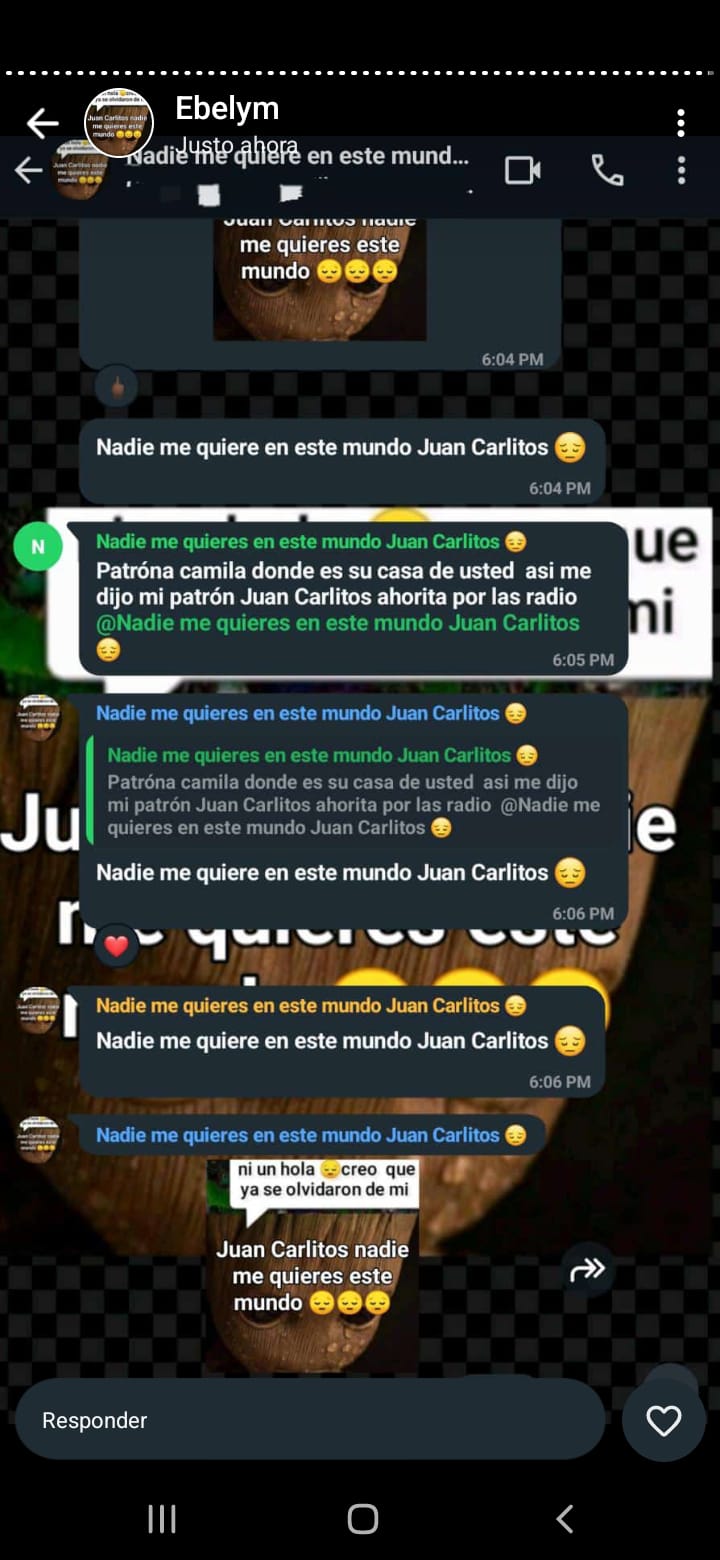 Ebelym
Justo ahora
Nadie me quiere en este mund...
Juan Carlitos nadie
me quieres este
mundo 😔😔😔
6:04 PM
Nadie me quiere en este mundo Juan Carlitos 😔
6:04 PM
N
Nadie me quieres en este mundo Juan Carlitos 😔
Patróna camila donde es su casa de usted asi me
dijo mi patrón Juan Carlitos ahorita por las radio
@Nadie me quieres en este mundo Juan Carlitos
😔
6:05 PM
que
mi
Nadie me quieres en este mundo Juan Carlitos 😔
Nadie me quieres en este mundo Juan Carlitos 😔
Patróna camila donde es su casa de usted asi me dijo
mi patrón Juan Carlitos ahorita por las radio @Nadie me
quieres en este mundo Juan Carlitos 😔
Nadie me quiere en este mundo Juan Carlitos 😔
6:06 PM
me quieres este
Nadie me quieres en este mundo Juan Carlitos 😔
Nadie me quiere en este mundo Juan Carlitos 😔
6:06 PM
Nadie me quieres en este mundo Juan Carlitos 😔
ni un hola 😔creo que
ya se olvidaron de mi
Juan Carlitos nadie
me quieres este
mundo 😔😔😔
Responder